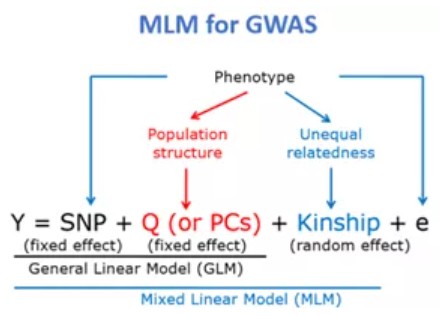 MLM for GWAS
Phenotype
Population
structure
Unequal
relatedness
Y = SNP + Q (or PCs) + Kinship + e
(fixed effect) (fixed effect) (random effect)
General Linear Model (GLM)
Mixed Linear Model (MLM)